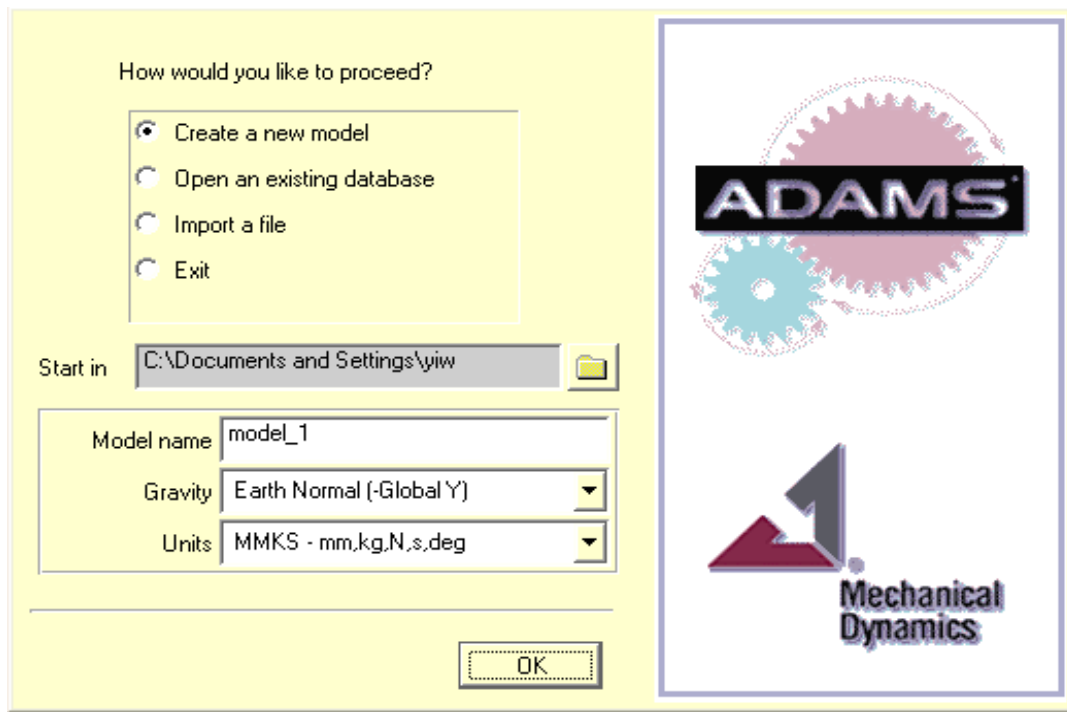 How would you like to proceed?
Create a new model
Open an existing database
Import a file
Exit
Start in C:\Documents and Settings\yiw
Model name model_1
Gravity Earth Normal (-Global Y)
Units MMKS - mm,kg,N,s,deg
OK
ADAMS
Mechanical
Dynamics